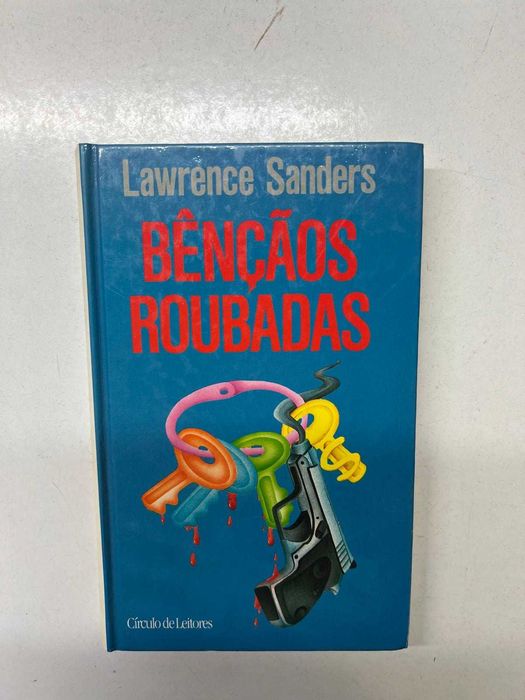 Lawrence Sanders
BÊNÇÃOS
ROUBADAS
Círculo de Leitores